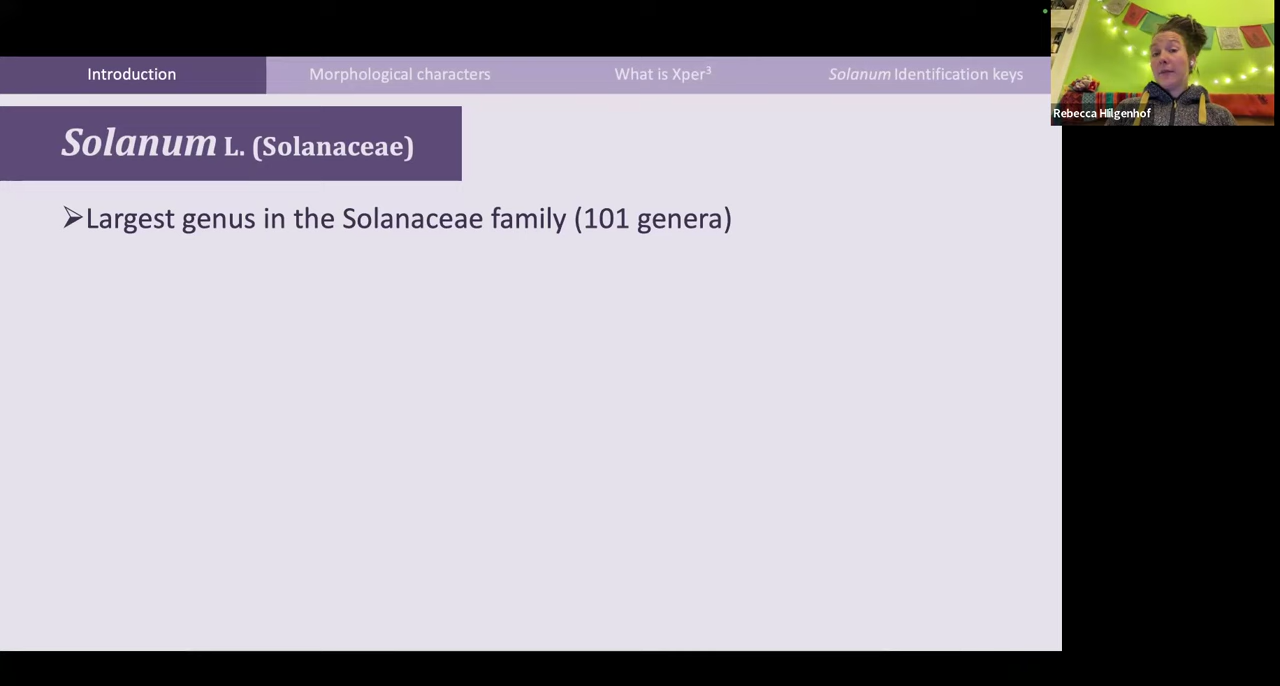 Introduction
Morphological characters
What is Xper³
Solanum Identification keys
Rebecca Hilgenhof
Solanum L. (Solanaceae)
➢Largest genus in the Solanaceae family (101 genera)